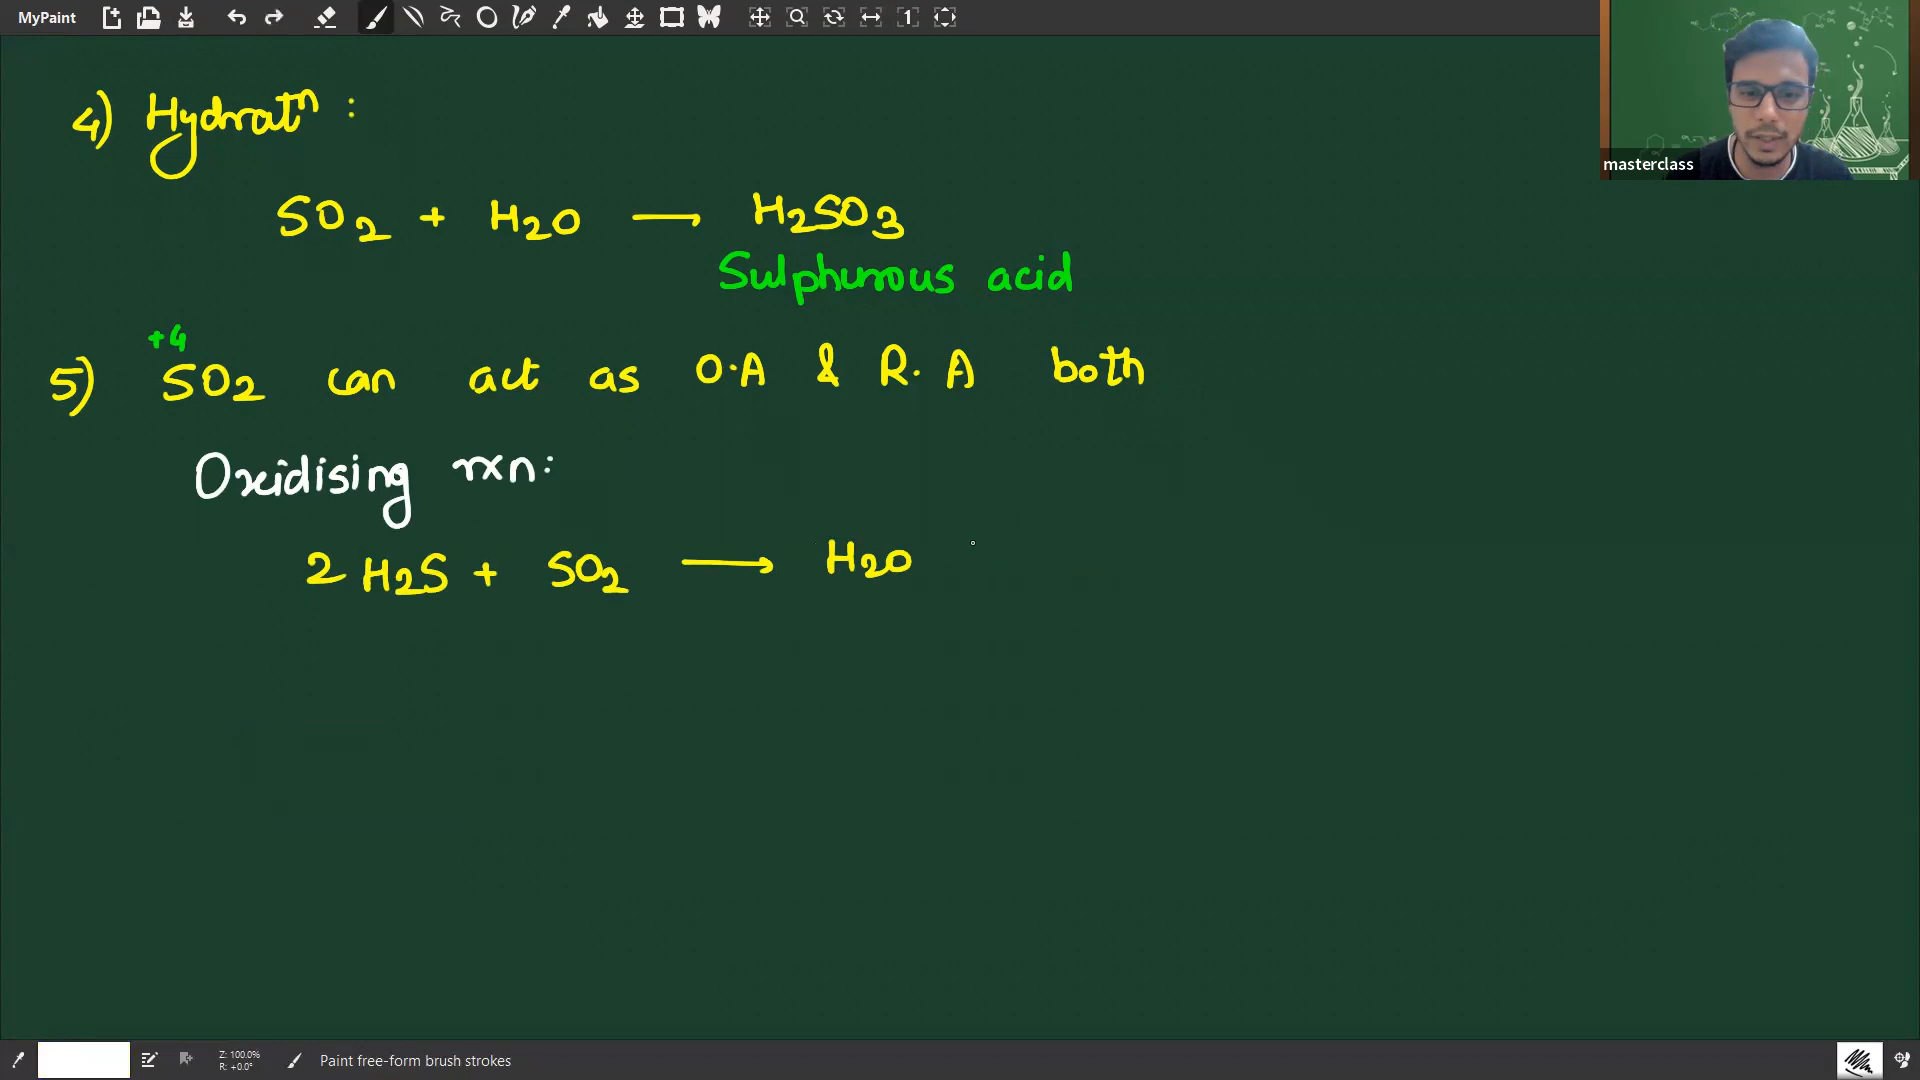 MyPaint
masterclass
4) Hydratⁿ :
SO₂ + H₂O → H₂SO₃
Sulphurous acid
+4
5) SO₂ can act as O.A & R.A both
Oxidising rxn:
2 H₂S + SO₂ → H₂O
Z: 100.0%
R: +0.0°
Paint free-form brush strokes